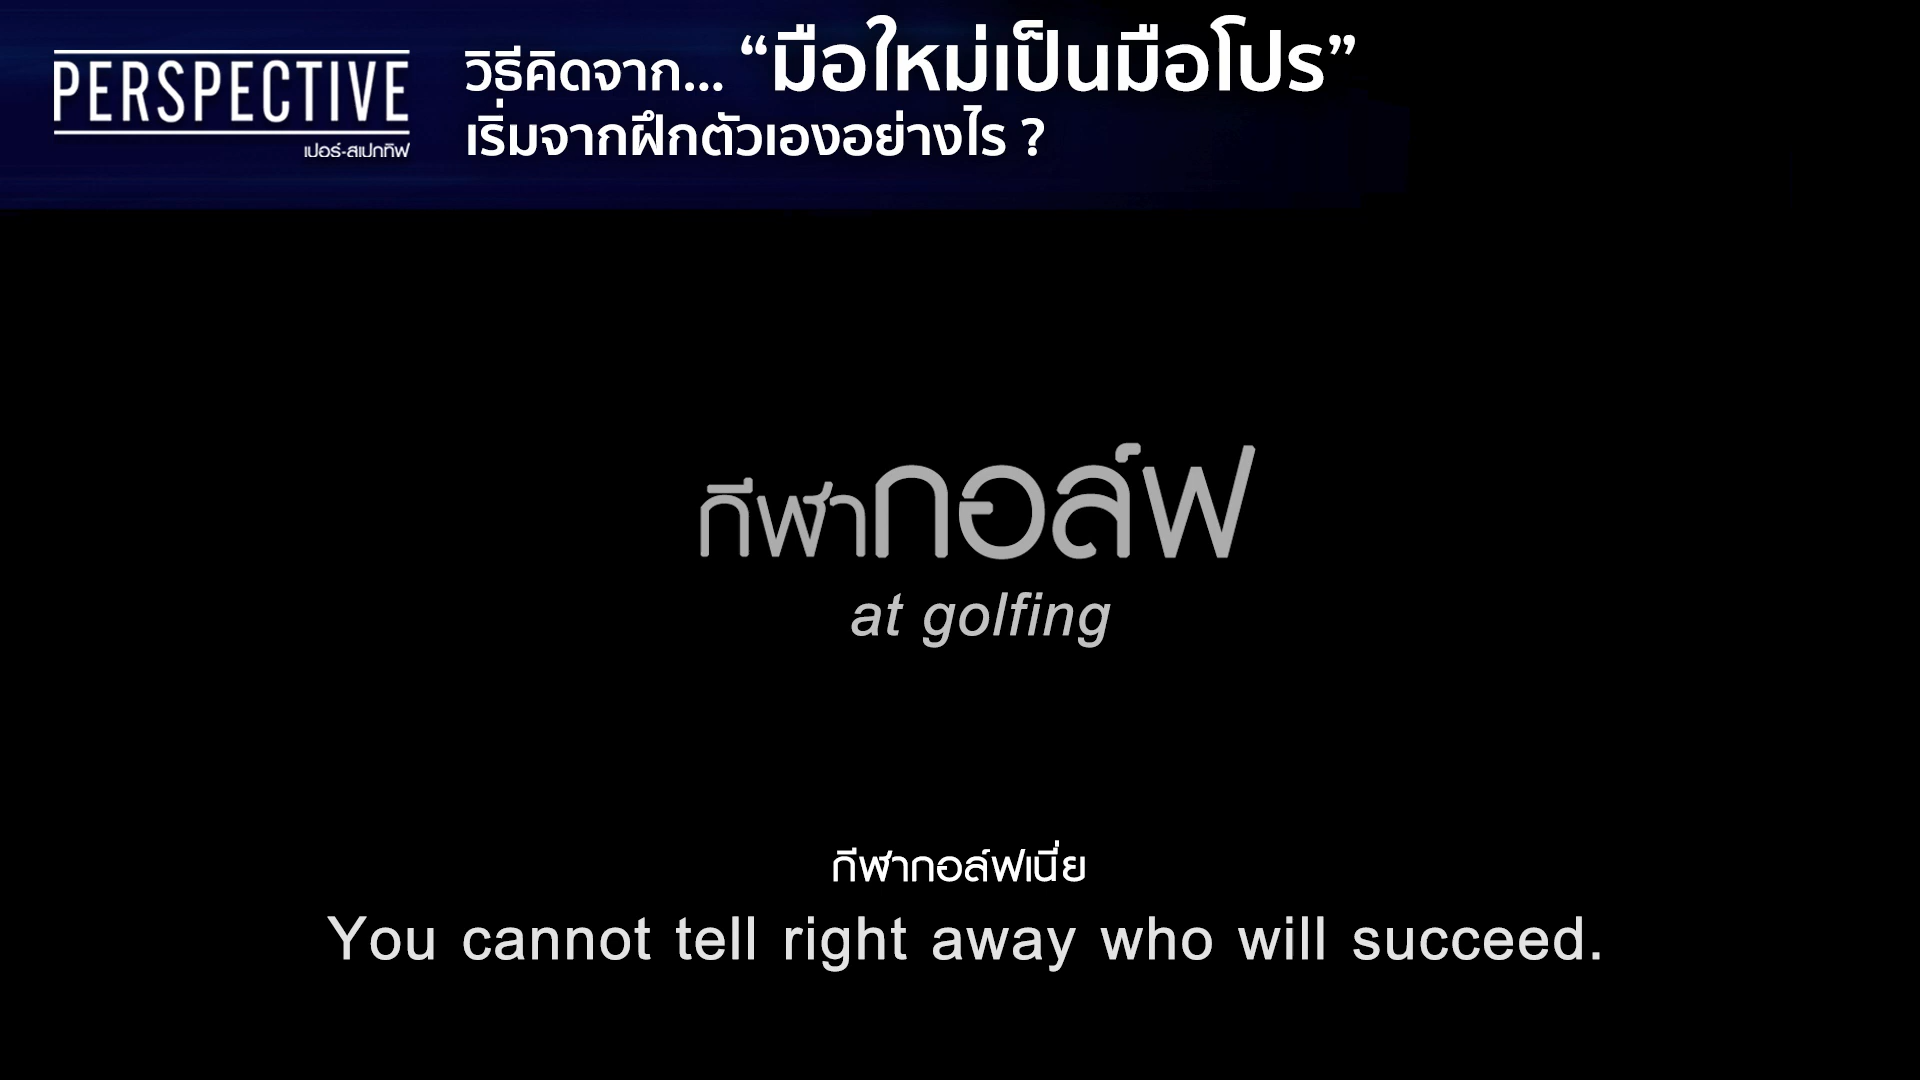 PERSPECTIVE
เปอร์-สเปกทิฟ
วิธีคิดจาก... “มือใหม่เป็นมือโปร”
เริ่มจากฝึกตัวเองอย่างไร ?
กีฬากอล์ฟ
at golfing
กีฬากอล์ฟเนี่ย
You cannot tell right away who will succeed.